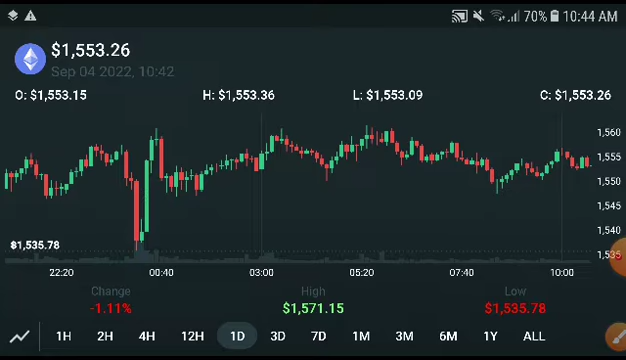 70% 10:44 AM
$1,553.26
Sep 04 2022, 10:42
O: $1,553.15 H: $1,553.36 L: $1,553.09 C: $1,553.26
1,560
1,555
1,550
1,545
1,540
$1,535.78
22:20 00:40 03:00 05:20 07:40 10:00
Change High Low
-1.11% $1,571.15 $1,535.78
1H 2H 4H 12H 1D 3D 7D 1M 3M 6M 1Y ALL